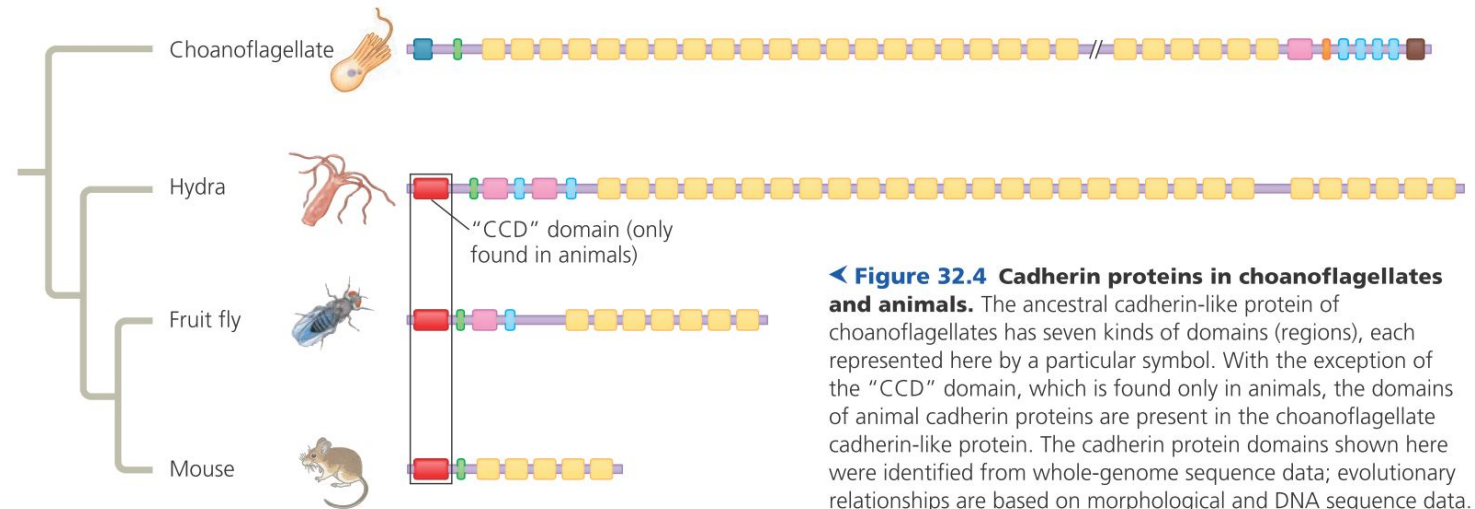 Choanoflagellate
Hydra
"CCD" domain (only
found in animals)
Fruit fly
Mouse
◄ Figure 32.4 Cadherin proteins in choanoflagellates
and animals. The ancestral cadherin-like protein of
choanoflagellates has seven kinds of domains (regions), each
represented here by a particular symbol. With the exception of
the "CCD" domain, which is found only in animals, the domains
of animal cadherin proteins are present in the choanoflagellate
cadherin-like protein. The cadherin protein domains shown here
were identified from whole-genome sequence data; evolutionary
relationships are based on morphological and DNA sequence data.